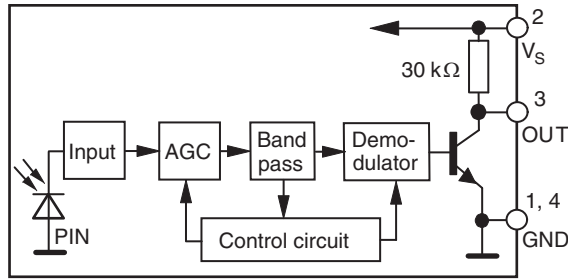 2
V_S
30 kΩ
3
OUT
Input
AGC
Band
pass
Demo-
dulator
1, 4
GND
PIN
Control circuit